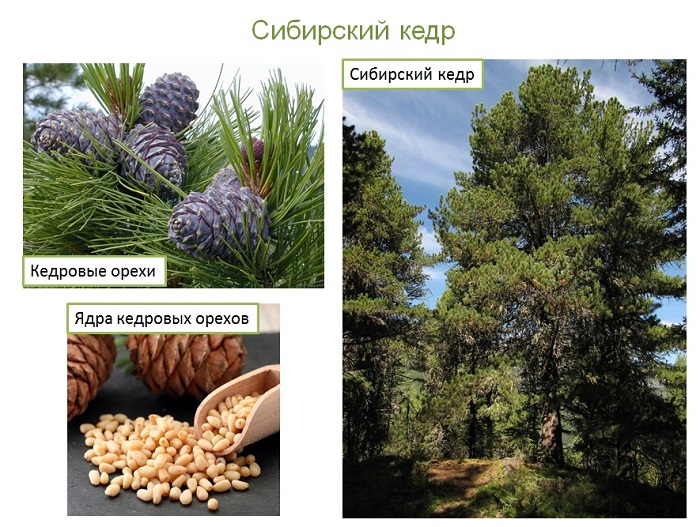 Сибирский кедр
Сибирский кедр
Кедровые орехи
Ядра кедровых орехов